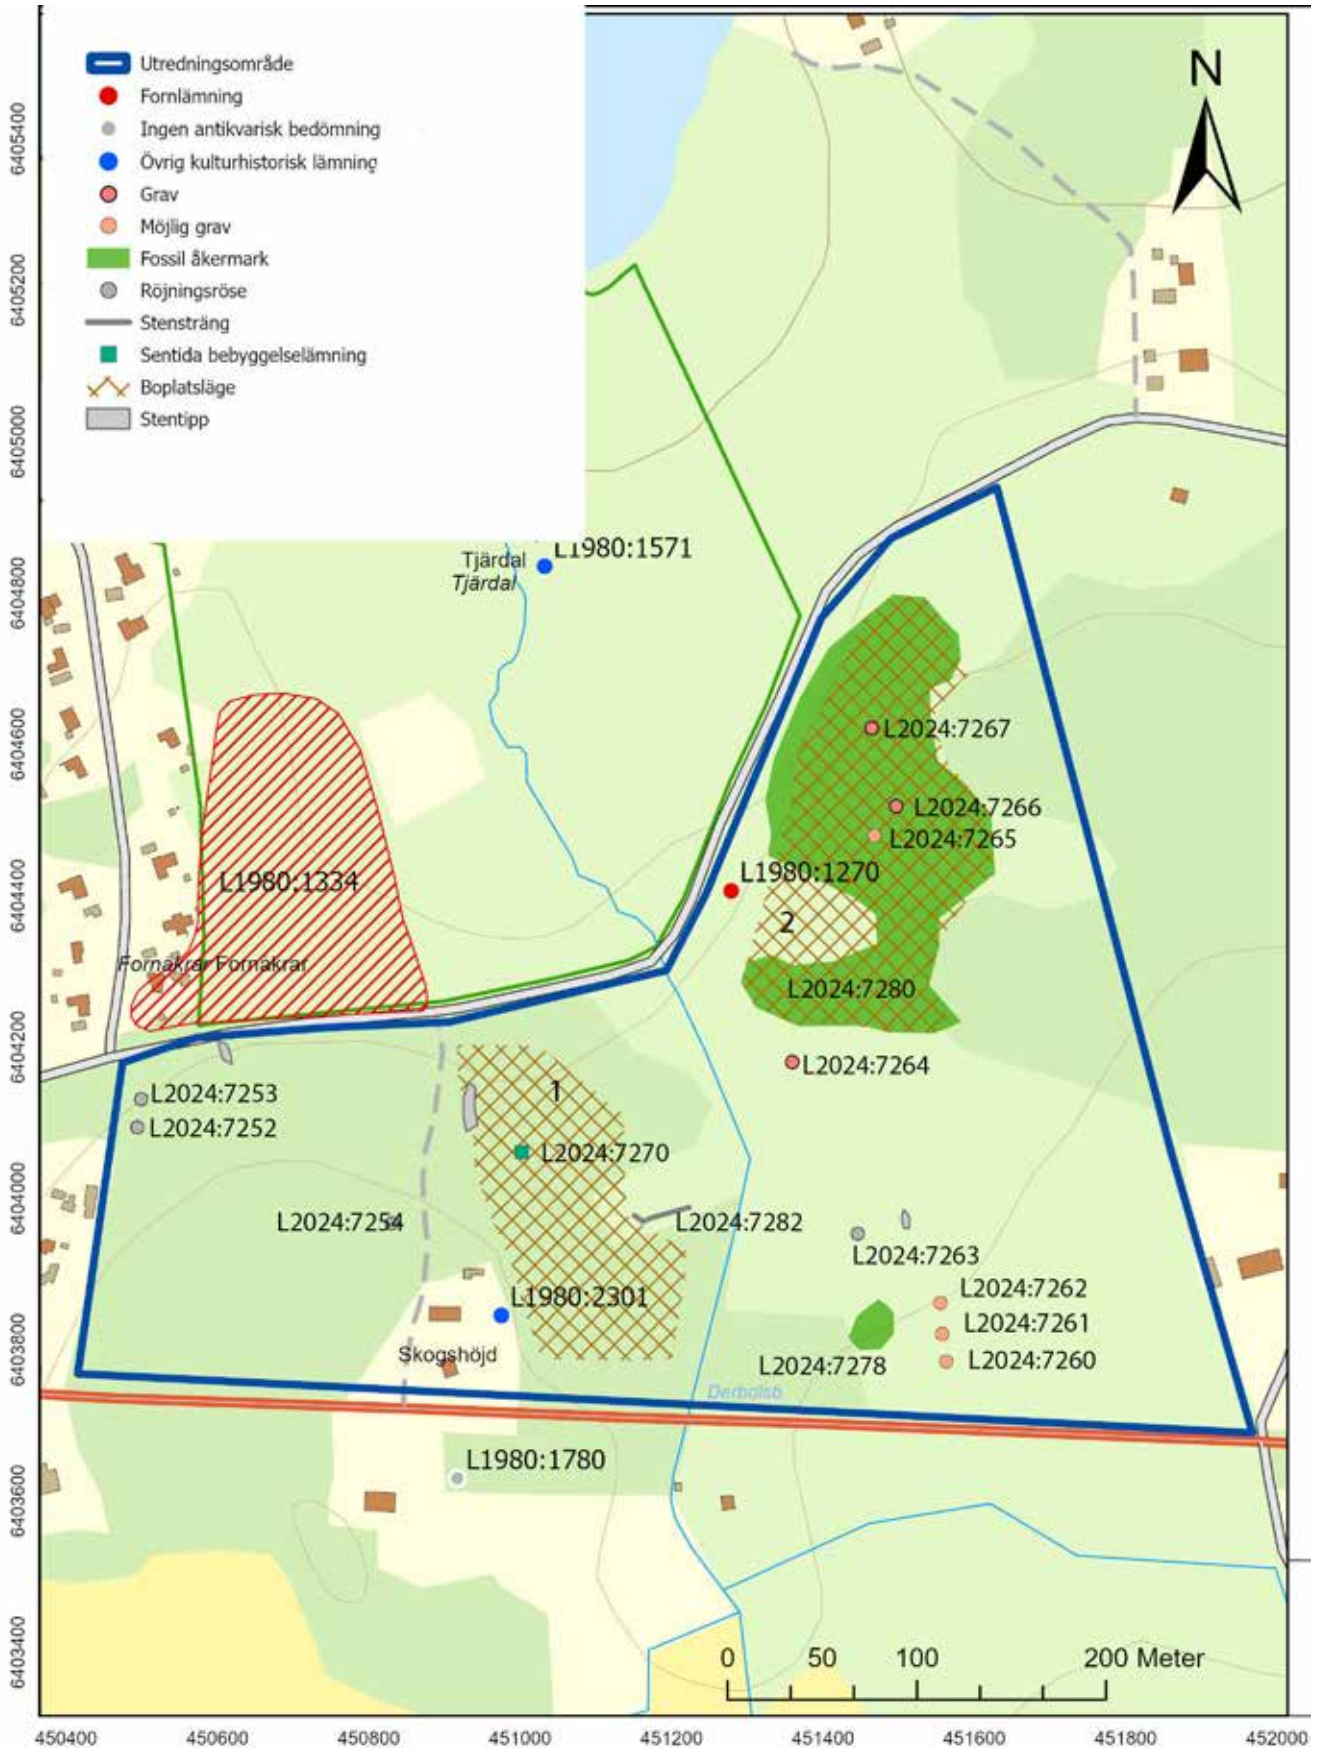 Utredningsområde
Fornlämning
Ingen antikvarisk bedömning
Övrig kulturhistorisk lämning
Grav
Möjlig grav
Fossil åkermark
Röjningsröse
Stensträng
Sentida bebyggelselämning
Boplatsläge
Stentipp
N
L1980:1571
Tjärdal
Tjärdal
L2024:7267
L2024:7266
L2024:7265
L1980:1270
L1980:1334
2
Fornakrar Fornakrar
L2024:7280
L2024:7264
L2024:7253
1
L2024:7252
L2024:7270
L2024:7254
L2024:7282
L2024:7263
L2024:7262
L1980:2301
L2024:7261
Skogshöjd
L2024:7278
L2024:7260
Derbolsb
L1980:1780
0 50 100 200 Meter
6405400
6405200
6405000
6404800
6404600
6404400
6404200
6404000
6403800
6403600
6403400
450400 450600 450800 451000 451200 451400 451600 451800 452000